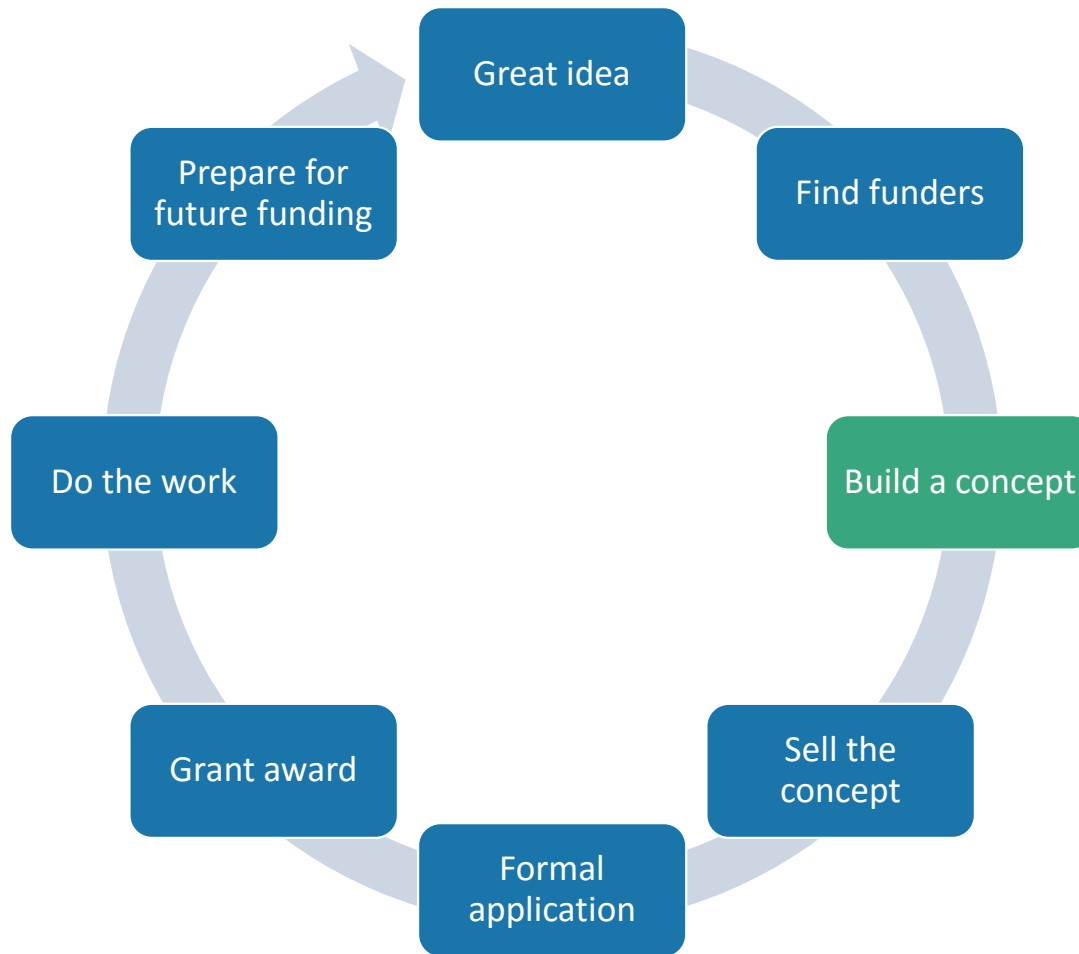 Great idea
Find funders
Build a concept
Sell the
concept
Formal
application
Grant award
Do the work
Prepare for
future funding